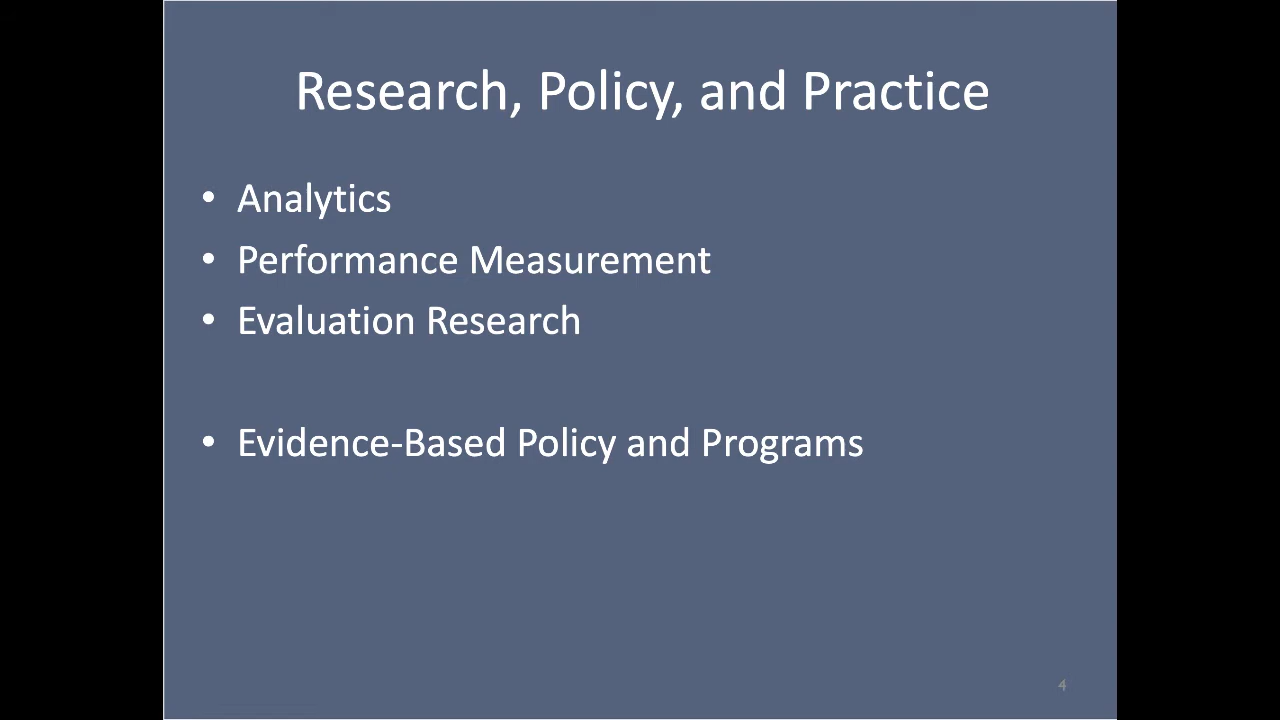 Research, Policy, and Practice
• Analytics
• Performance Measurement
• Evaluation Research
• Evidence-Based Policy and Programs
4